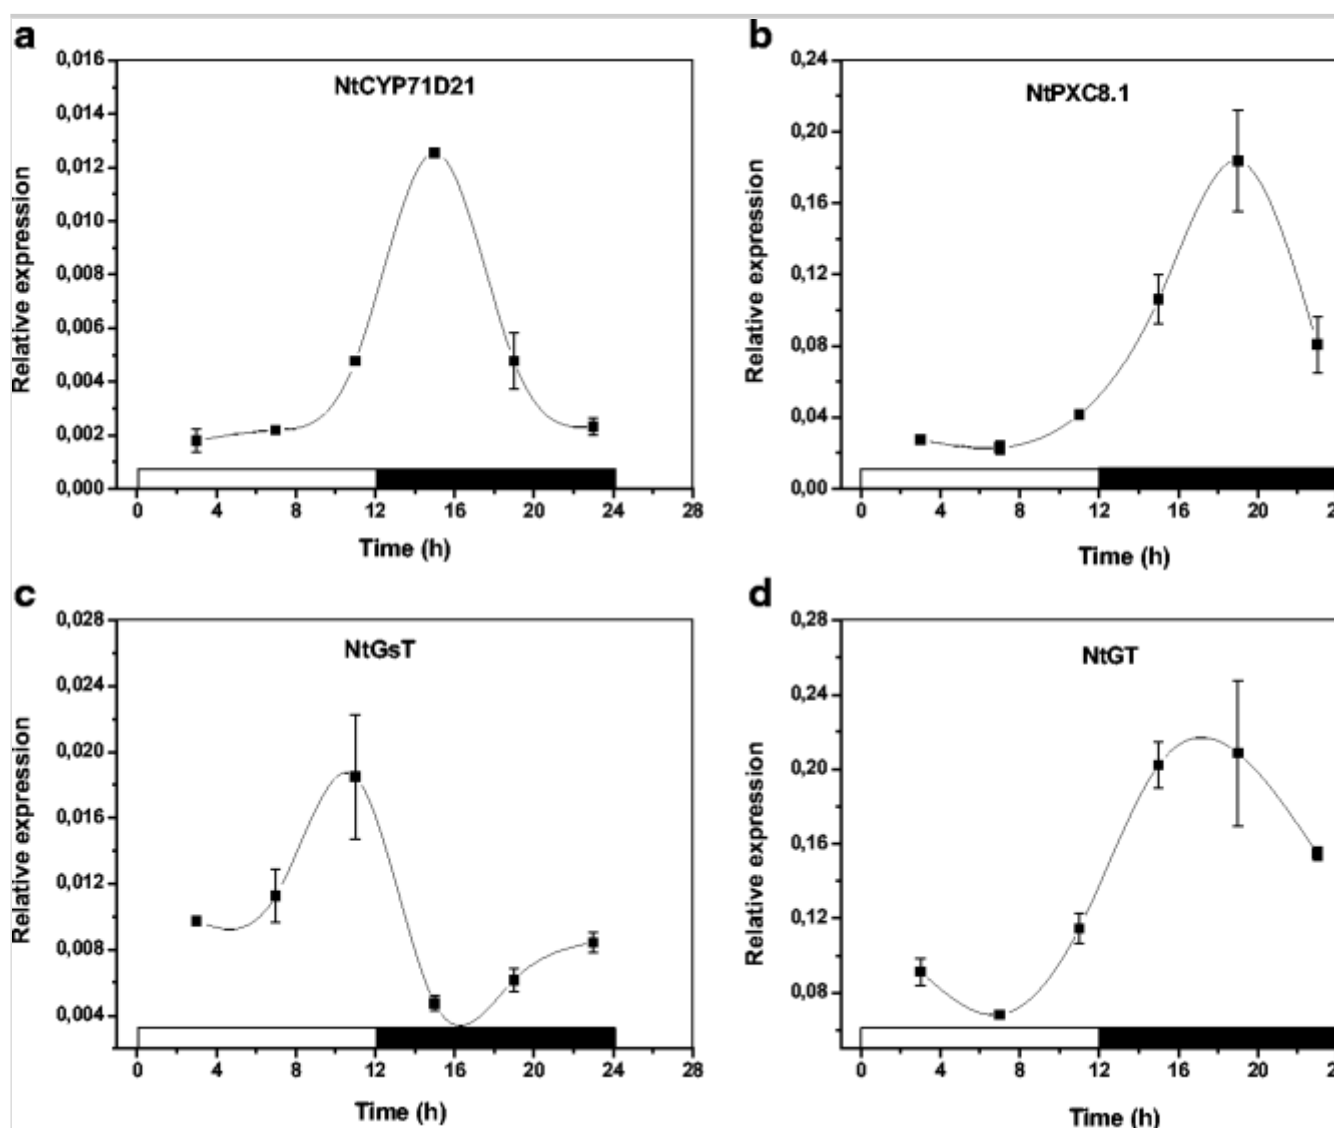 a
NtCYP71D21
Relative expression
0,016
0,014
0,012
0,010
0,008
0,006
0,004
0,002
0,000
0 4 8 12 16 20 24 28
Time (h)
b
NtPXC8.1
Relative expression
0,24
0,20
0,16
0,12
0,08
0,04
0,00
0 4 8 12 16 20 2
Time (h)
c
NtGsT
Relative expression
0,028
0,024
0,020
0,016
0,012
0,008
0,004
0 4 8 12 16 20 24 28
Time (h)
d
NtGT
Relative expression
0,28
0,24
0,20
0,16
0,12
0,08
0 4 8 12 16 20 2
Time (h)